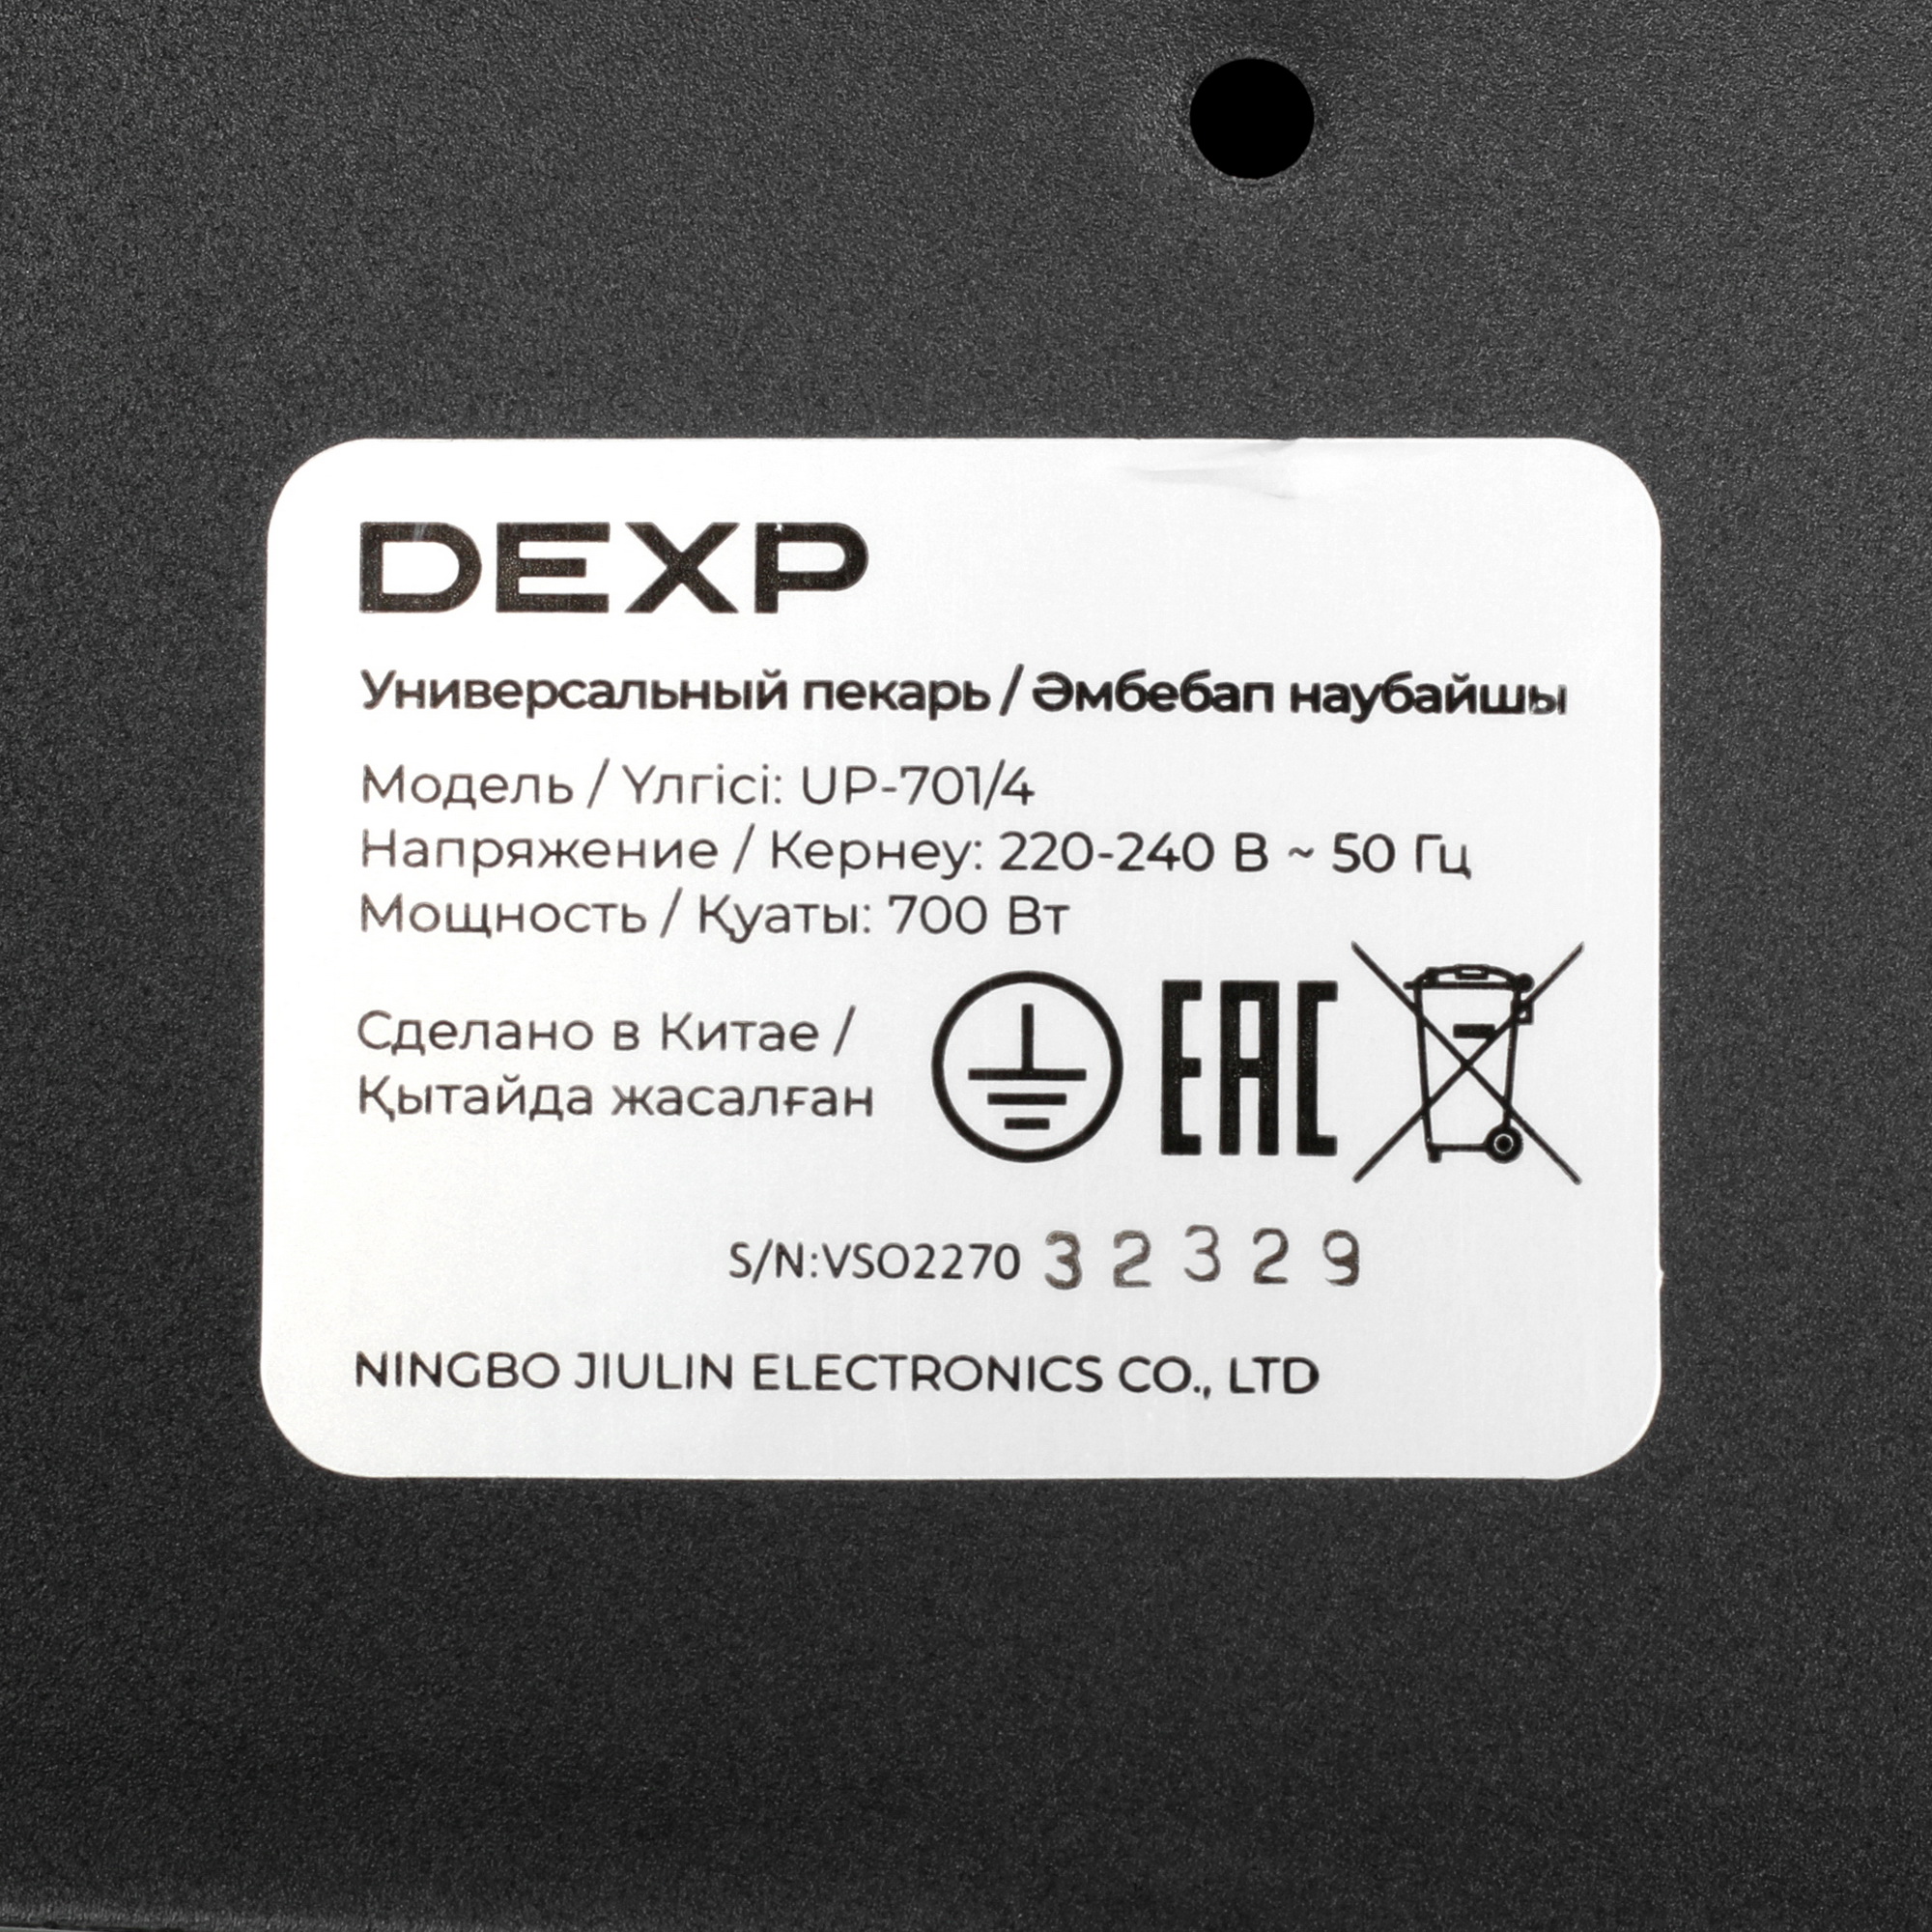 DEXP
Универсальный пекарь / Әмбебап наубайшы
Модель / Үлгісі: UP-701/4
Напряжение / Кернеу: 220-240 В ~ 50 Гц
Мощность / Қуаты: 700 Вт
Сделано в Китае /
Қытайда жасалған
EAC
S/N:VSO2270 32329
NINGBO JIULIN ELECTRONICS CO., LTD